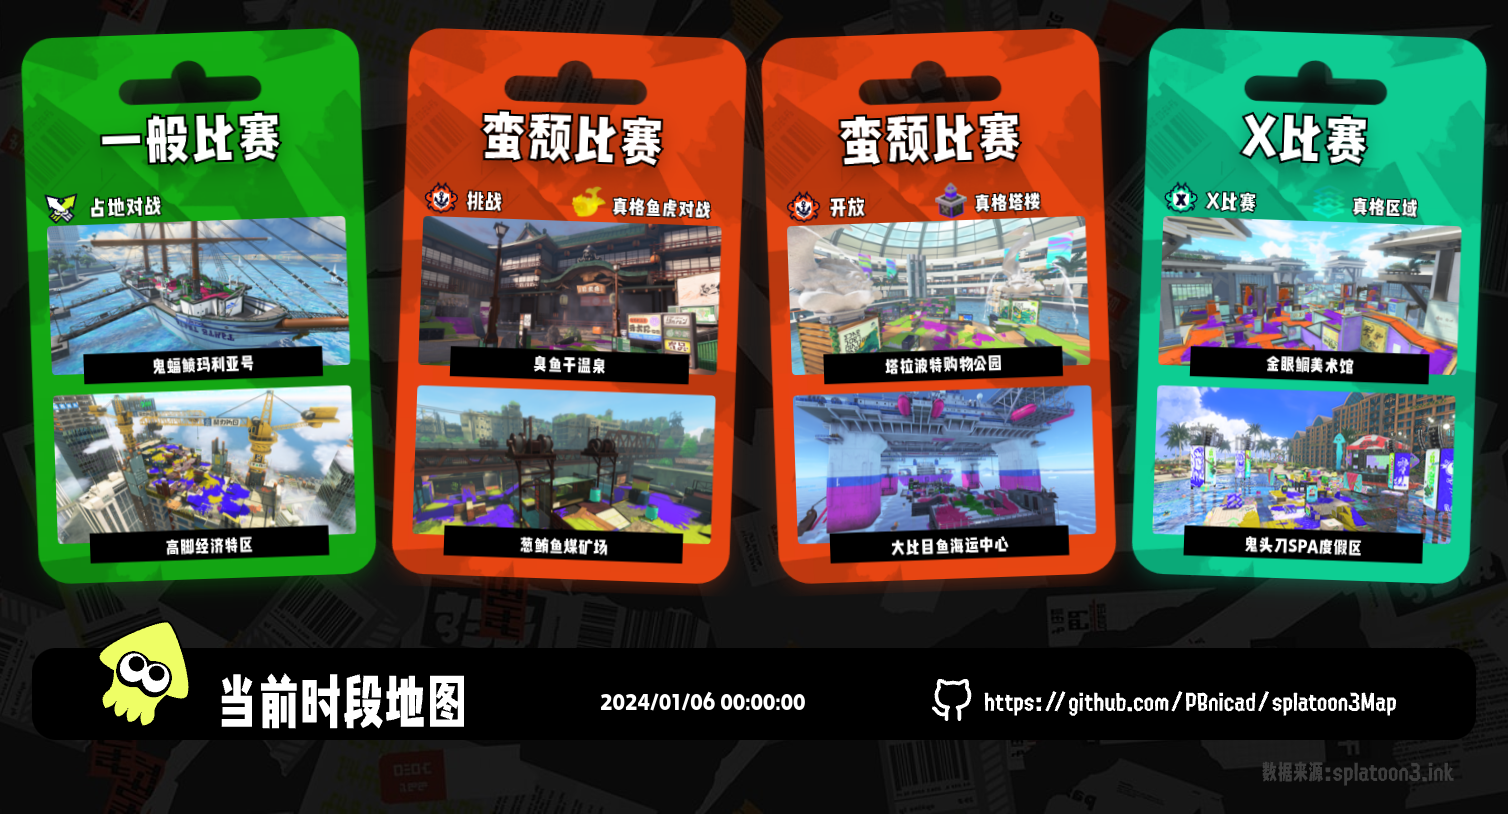 一般比赛
占地对战
鬼蝠鲼玛利亚号
高脚经济特区
蛮颓比赛
挑战
真格鱼虎对战
臭鱼干温泉
葱鲔鱼煤矿场
蛮颓比赛
开放
真格塔楼
塔拉波特购物公园
大比目鱼海运中心
X比赛
X比赛
真格区域
金眼鲷美术馆
鬼头刀SPA度假区
当前时段地图
2024/01/06 00:00:00
https://github.com/PBnicad/splatoon3Map
数据来源:splatoon3.ink